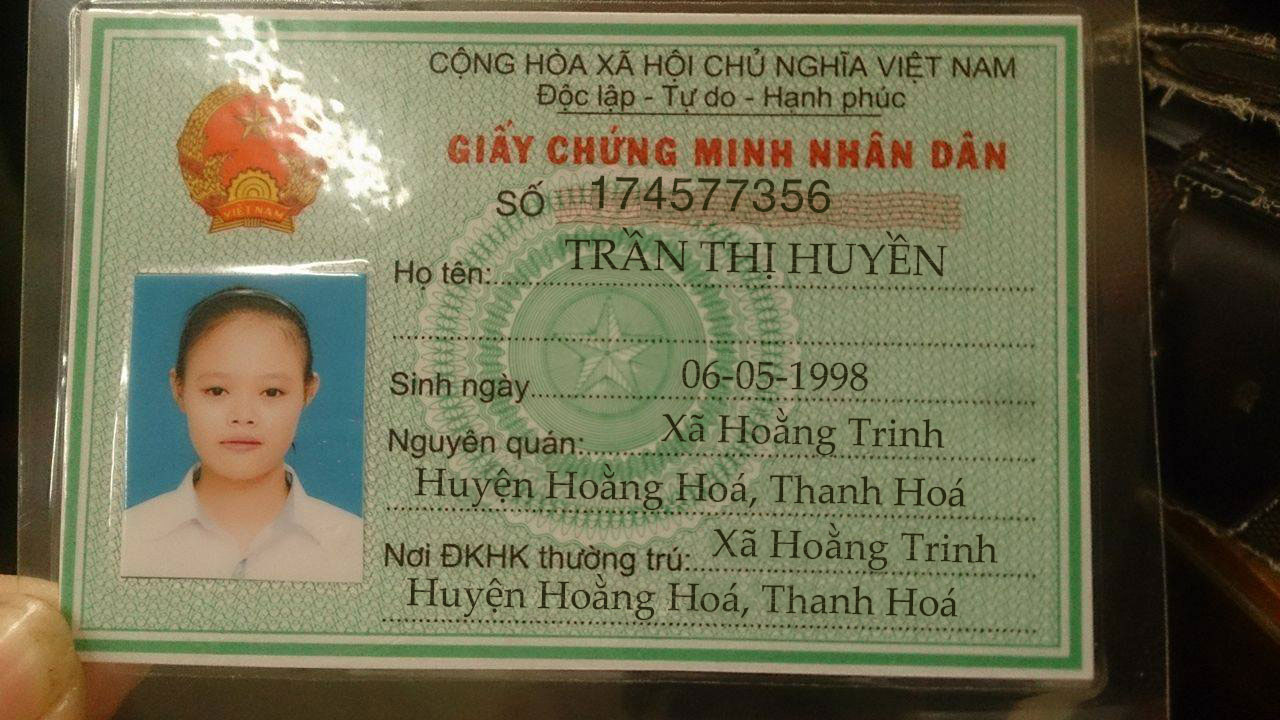 CỘNG HÒA XÃ HỘI CHỦ NGHĨA VIỆT NAM
Độc lập - Tự do - Hạnh phúc
GIẤY CHỨNG MINH NHÂN DÂN
SỐ 174577356
VIỆT NAM
Họ tên: TRẦN THỊ HUYỀN
Sinh ngày 06-05-1998
Nguyên quán: Xã Hoằng Trinh
Huyện Hoằng Hoá, Thanh Hoá
Nơi ĐKHK thường trú: Xã Hoằng Trinh
Huyện Hoằng Hoá, Thanh Hoá